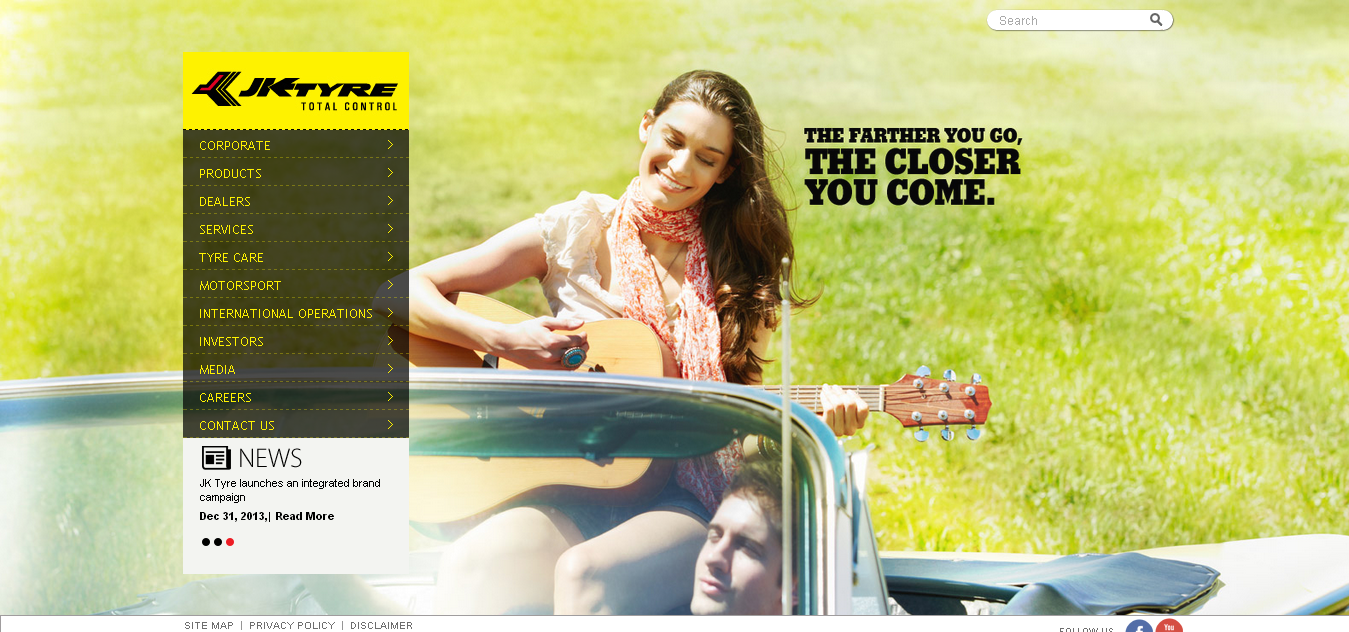 Search
JK TYRE
TOTAL CONTROL
CORPORATE
PRODUCTS
DEALERS
SERVICES
TYRE CARE
MOTORSPORT
INTERNATIONAL OPERATIONS
INVESTORS
MEDIA
CAREERS
CONTACT US
NEWS
JK Tyre launches an integrated brand
campaign
Dec 31, 2013,| Read More
THE FARTHER YOU GO,
THE CLOSER
YOU COME.
SITE MAP | PRIVACY POLICY | DISCLAIMER
FOLLOW US
You